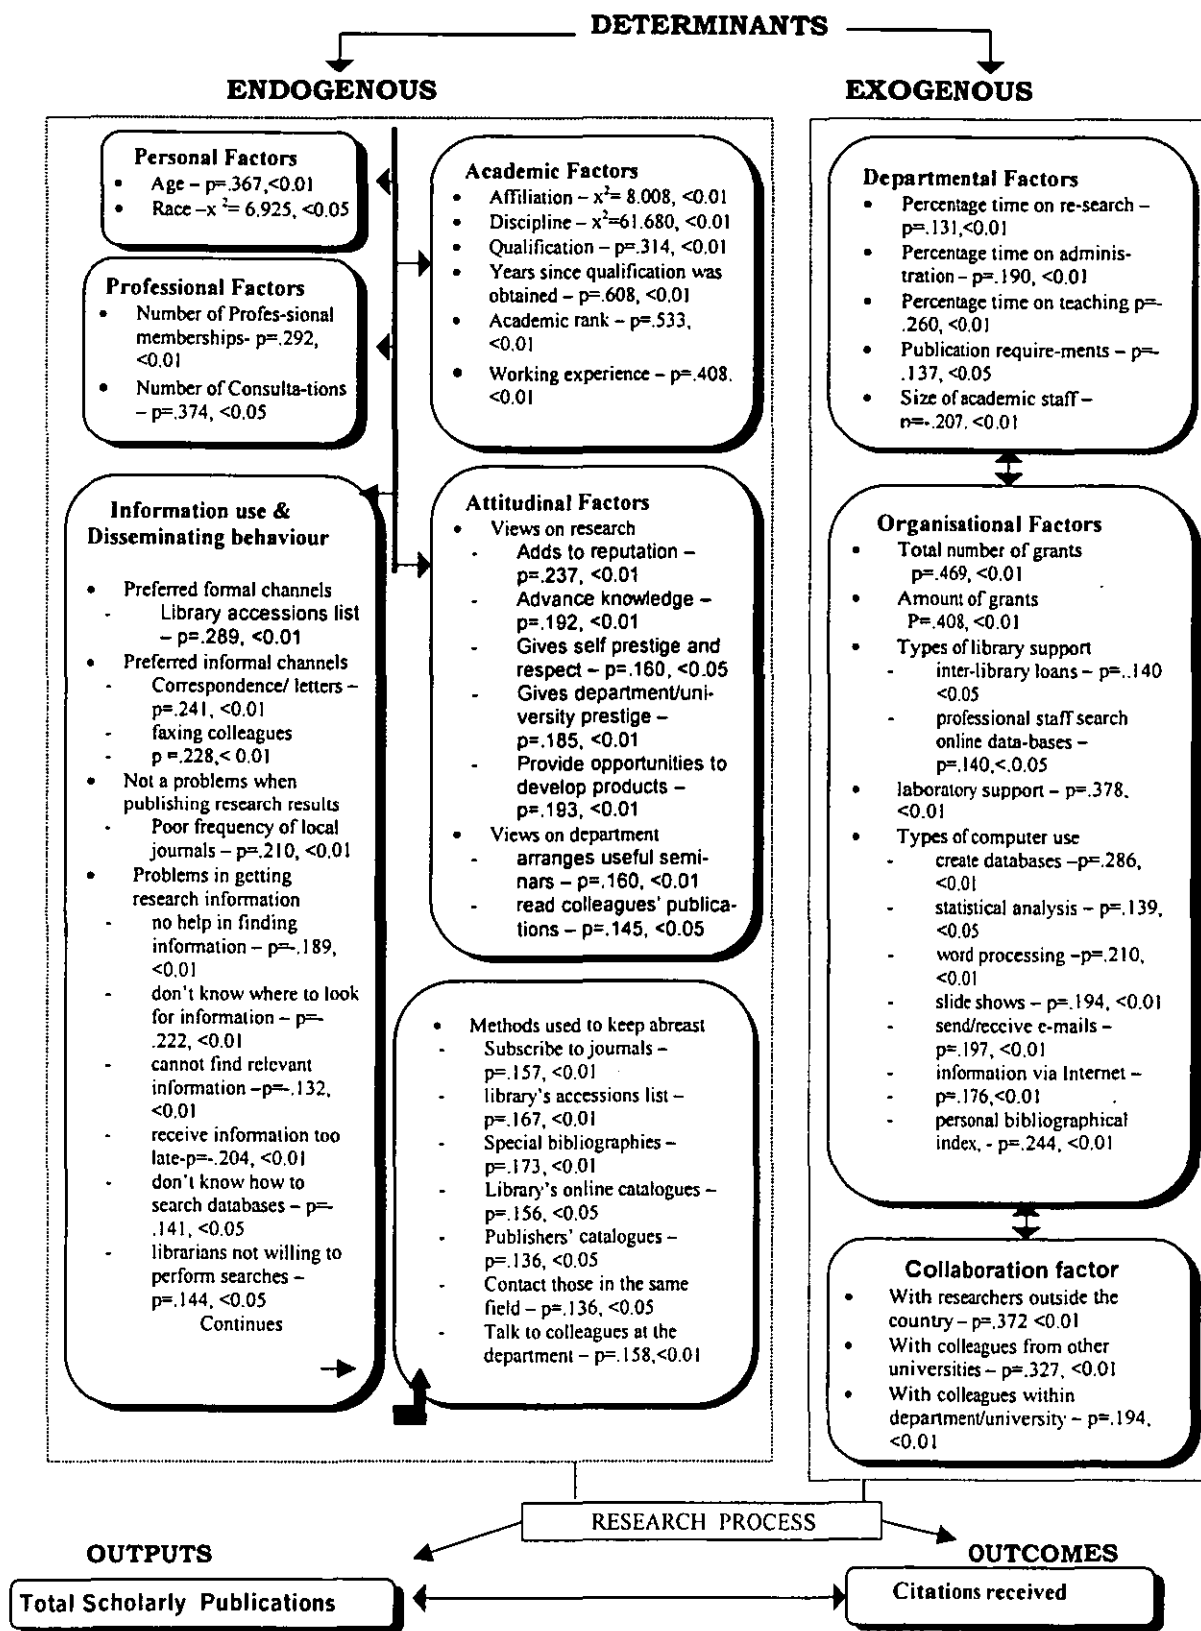 DETERMINANTS
ENDOGENOUS
EXOGENOUS
Personal Factors
• Age – p=.367,<0.01
• Race –x ²= 6.925, <0.05
Professional Factors
• Number of Profes-sional
memberships- p=.292,
<0.01
• Number of Consulta-tions
– p=.374, <0.05
Academic Factors
• Affiliation – x²= 8.008, <0.01
• Discipline – x²=61.680, <0.01
• Qualification – p=.314, <0.01
• Years since qualification was
obtained – p=.608, <0.01
• Academic rank – p=.533,
<0.01
• Working experience – p=.408.
<0.01
Information use &
Disseminating behaviour
• Preferred formal channels
- Library accessions list
– p=.289, <0.01
• Preferred informal channels
- Correspondence/ letters –
p=.241, <0.01
- faxing colleagues
- p =.228,< 0.01
• Not a problems when
publishing research results
- Poor frequency of local
journals – p=.210, <0.01
• Problems in getting
research information
- no help in finding
information – p=-.189,
<0.01
- don't know where to look
for information – p=-
.222, <0.01
- cannot find relevant
information –p=-.132,
<0.01
- receive information too
late-p=-.204, <0.01
- don't know how to
search databases – p=-
.141, <0.05
- librarians not willing to
perform searches –
p=.144, <0.05
Continues
Attitudinal Factors
• Views on research
- Adds to reputation –
p=.237, <0.01
- Advance knowledge –
p=.192, <0.01
- Gives self prestige and
respect – p=.160, <0.05
- Gives department/uni-
versity prestige –
p=.185, <0.01
- Provide opportunities to
develop products –
p=.193, <0.01
• Views on department
- arranges useful semi-
nars – p=.160, <0.01
- read colleagues' publica-
tions – p=.145, <0.05
• Methods used to keep abreast
- Subscribe to journals –
p=.157, <0.01
- library's accessions list –
p=.167, <0.01
- Special bibliographies –
p=.173, <0.01
- Library's online catalogues –
p=.156, <0.05
- Publishers' catalogues –
p=.136, <0.05
- Contact those in the same
field – p=.136, <0.05
- Talk to colleagues at the
department – p=.158,<0.01
Departmental Factors
• Percentage time on re-search –
p=.131,<0.01
• Percentage time on adminis-
tration – p=.190, <0.01
• Percentage time on teaching p=-
.260, <0.01
• Publication require-ments – p=-
.137, <0.05
• Size of academic staff –
p=-.207, <0.01
Organisational Factors
• Total number of grants
p=.469, <0.01
• Amount of grants
P=.408, <0.01
• Types of library support
- inter-library loans – p=..140
<0.05
- professional staff search
online data-bases –
p=.140,<.0.05
• laboratory support – p=.378,
<0.01
• Types of computer use
- create databases –p=.286,
<0.01
- statistical analysis – p=.139,
<0.05
- word processing –p=.210,
<0.01
- slide shows – p=.194, <0.01
- send/receive e-mails –
p=.197, <0.01
- information via Internet –
p=.176,<0.01
- personal bibliographical
index, - p=.244, <0.01
Collaboration factor
• With researchers outside the
country – p=.372 <0.01
• With colleagues from other
universities – p=.327, <0.01
• With colleagues within
department/university – p=.194,
<0.01
RESEARCH PROCESS
OUTPUTS
OUTCOMES
Total Scholarly Publications
Citations received